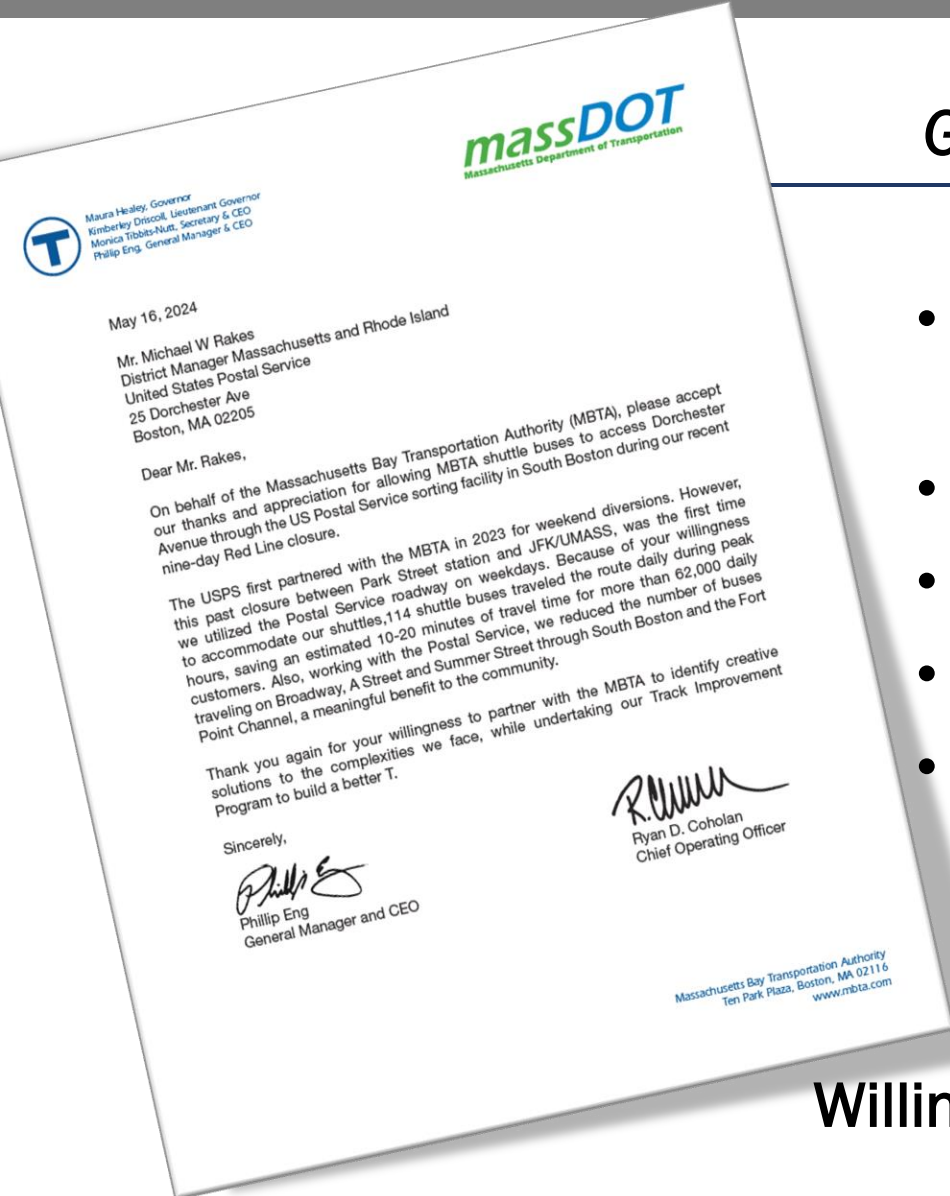 massDOT
Massachusetts Department of Transportation
T
Maura Healey, Governor
Kimberley Driscoll, Lieutenant Governor
Monica Tibbits-Nutt, Secretary & CEO
Phillip Eng, General Manager & CEO
May 16, 2024
Mr. Michael W Rakes
District Manager Massachusetts and Rhode Island
United States Postal Service
25 Dorchester Ave
Boston, MA 02205
Dear Mr. Rakes,
On behalf of the Massachusetts Bay Transportation Authority (MBTA), please accept
our thanks and appreciation for allowing MBTA shuttle buses to access Dorchester
Avenue through the US Postal Service sorting facility in South Boston during our recent
nine-day Red Line closure.
The USPS first partnered with the MBTA in 2023 for weekend diversions. However,
this past closure between Park Street station and JFK/UMASS, was the first time
we utilized the Postal Service roadway on weekdays. Because of your willingness
to accommodate our shuttles,114 shuttle buses traveled the route daily during peak
hours, saving an estimated 10-20 minutes of travel time for more than 62,000 daily
customers. Also, working with the Postal Service, we reduced the number of buses
traveling on Broadway, A Street and Summer Street through South Boston and the Fort
Point Channel, a meaningful benefit to the community.
Thank you again for your willingness to partner with the MBTA to identify creative
solutions to the complexities we face, while undertaking our Track Improvement
Program to build a better T.
Sincerely,
Phillip Eng
Phillip Eng
General Manager and CEO
Ryan D. Coholan
Chief Operating Officer
Massachusetts Bay Transportation Authority
Ten Park Plaza, Boston, MA 02116
www.mbta.com
G
Willin